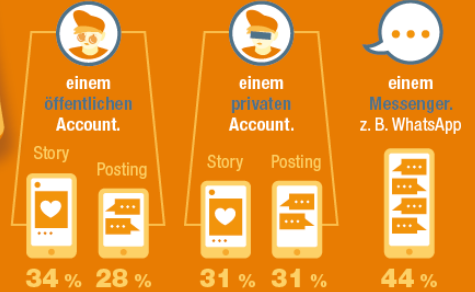 einem
öffentlichen
Account.
Story
Posting
34 %
28 %
einem
privaten
Account.
Story
Posting
31 %
31 %
einem
Messenger.
z. B. WhatsApp
44 %